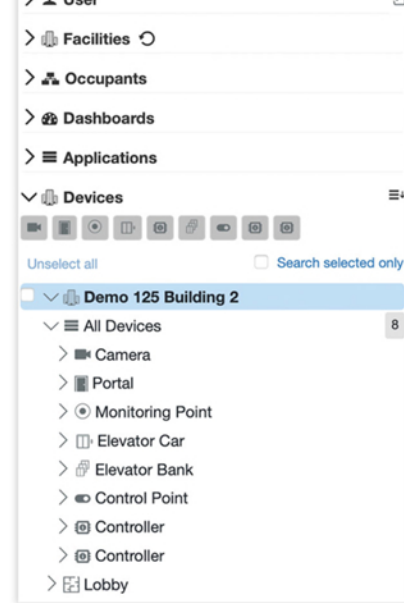 User
Facilities
Occupants
Dashboards
Applications
Devices
Unselect all Search selected only
Demo 125 Building 2
All Devices 8
Camera
Portal
Monitoring Point
Elevator Car
Elevator Bank
Control Point
Controller
Controller
Lobby